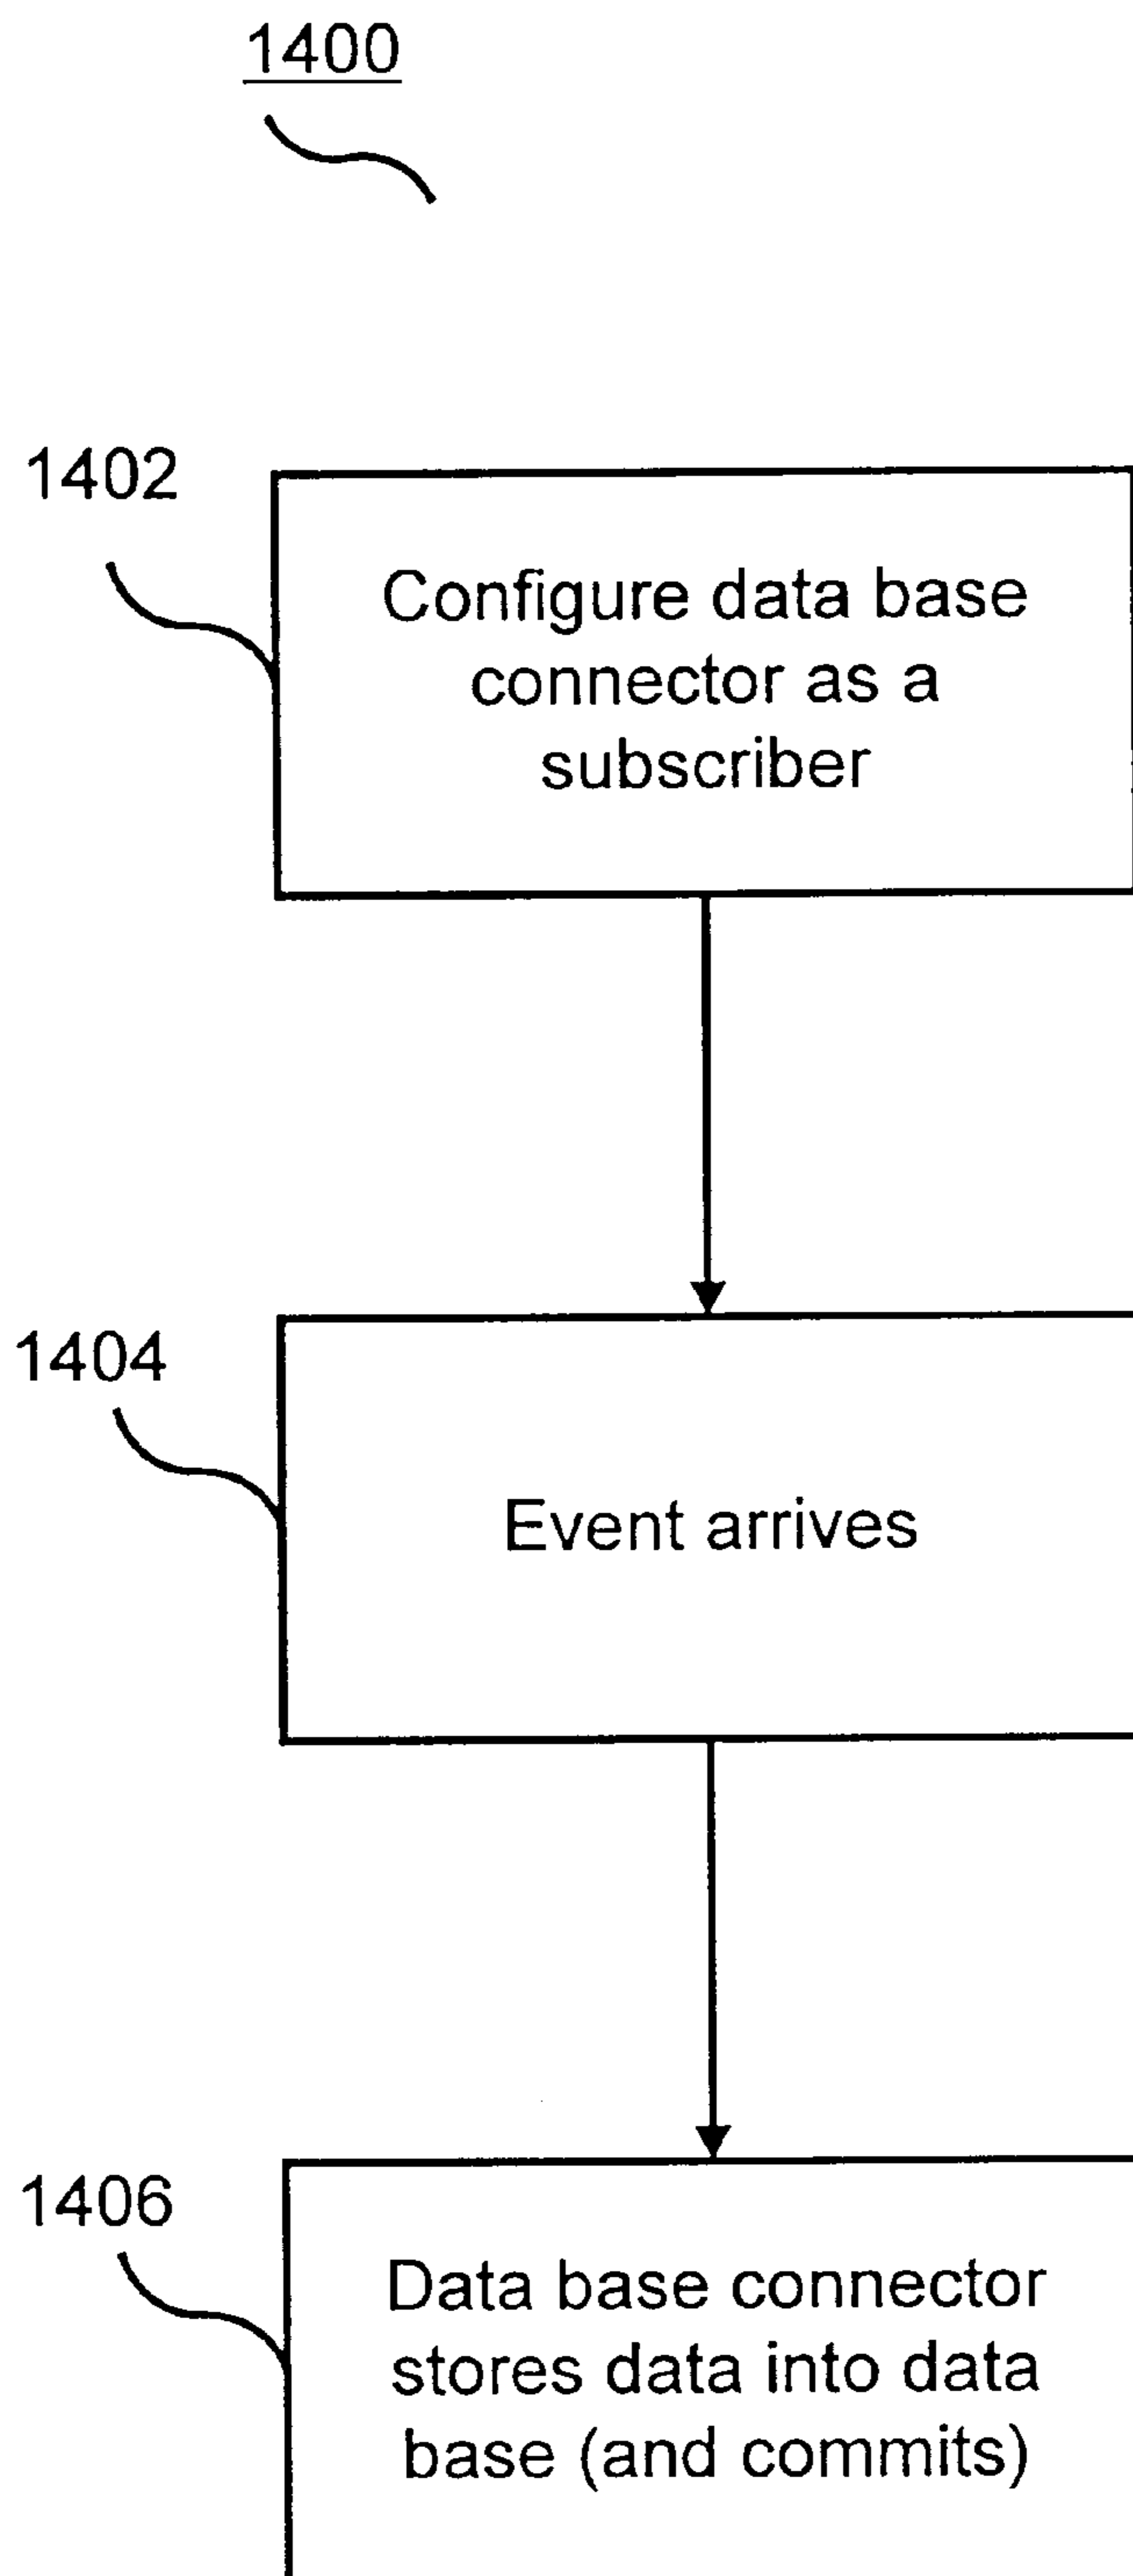 1400
1402
Configure data base
connector as a
subscriber
1404
Event arrives
1406
Data base connector
stores data into data
base (and commits)